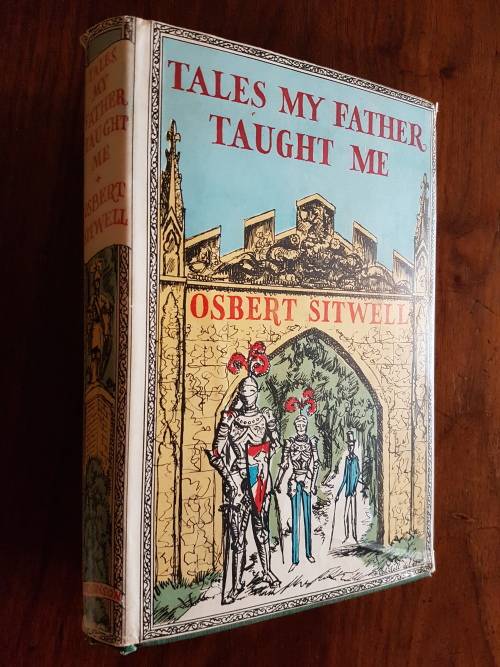 TALES MY FATHER
TAUGHT ME
OSBERT SITWELL
TALES
MY
FATHER
TAUGHT
ME
OSBERT
SITWELL